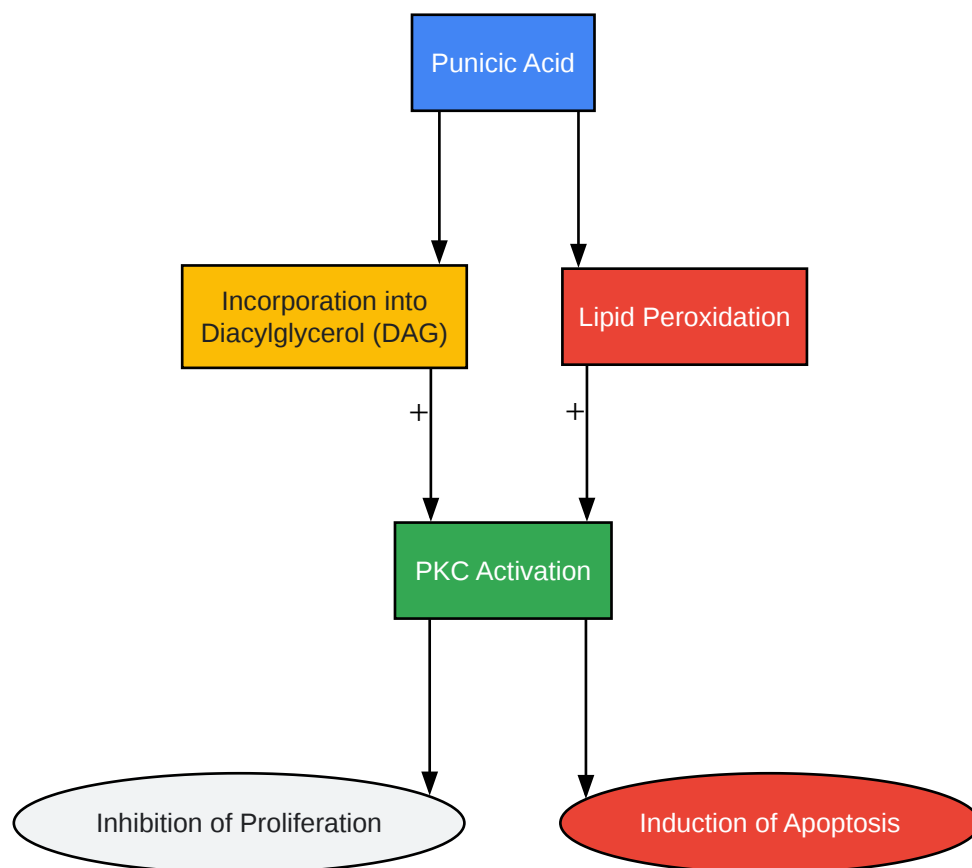 Punicic Acid
Incorporation into
Diacylglycerol (DAG)
Lipid Peroxidation
+
+
PKC Activation
Inhibition of Proliferation
Induction of Apoptosis